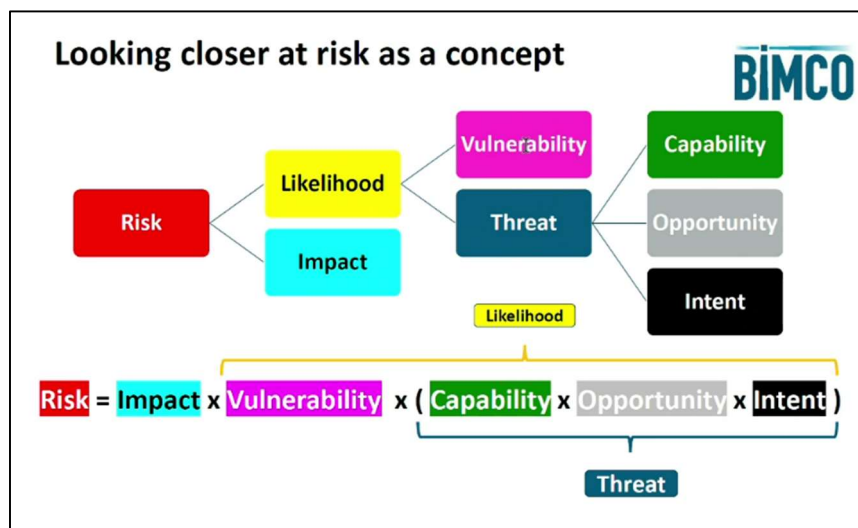 Looking closer at risk as a concept
BIMCO
Vulnerability
Capability
Likelihood
Risk
Threat
Opportunity
Impact
Intent
Likelihood
Risk = Impact x Vulnerability x ( Capability x Opportunity x Intent )
Threat